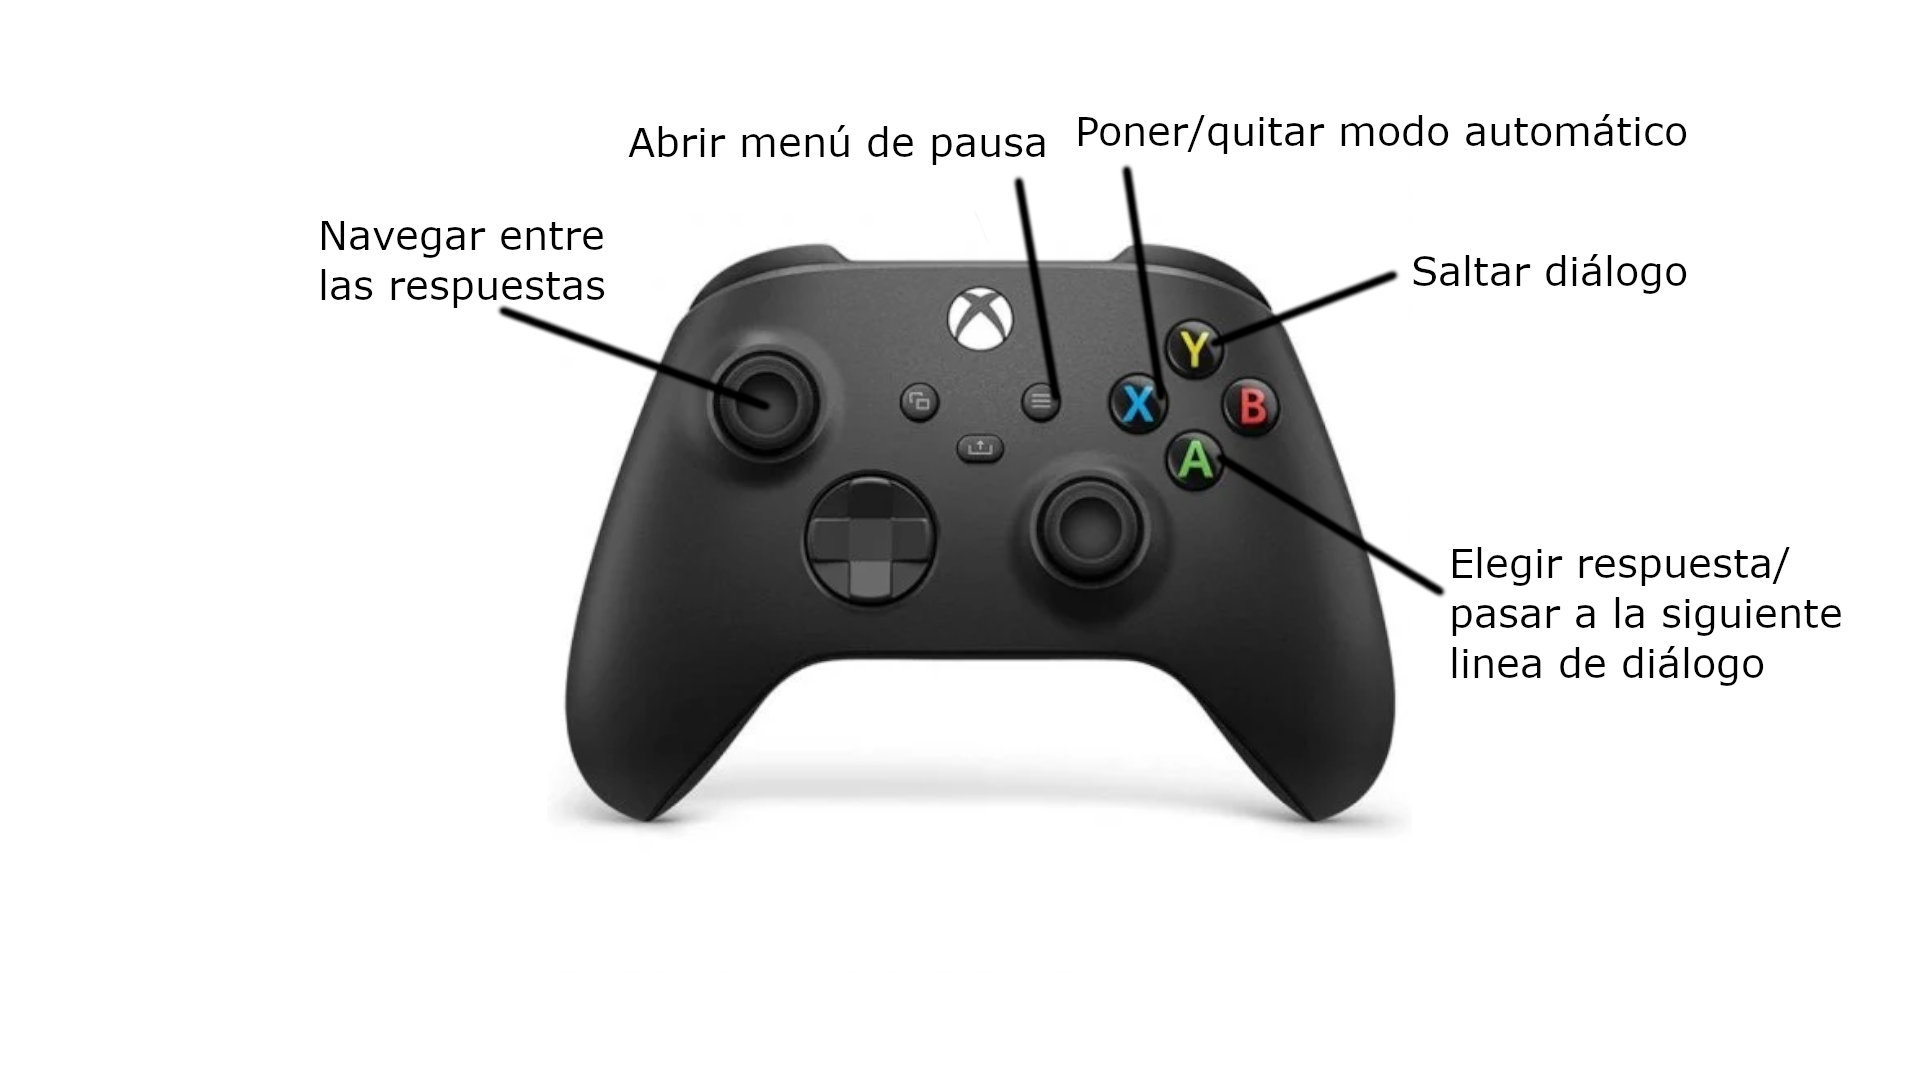 Abrir menú de pausa
Poner/quitar modo automático
Navegar entre
las respuestas
Saltar diálogo
Y
X
B
A
Elegir respuesta/
pasar a la siguiente
linea de diálogo